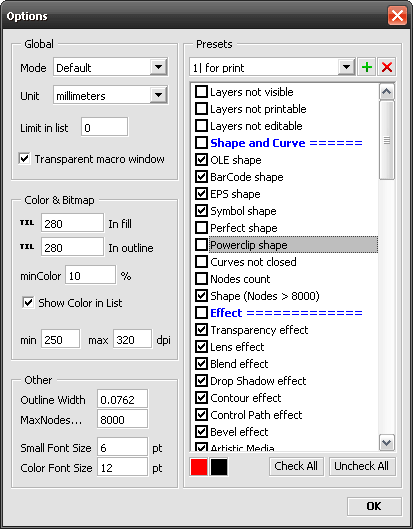 Options
Global
Mode Default
Unit millimeters
Limit in list 0
Transparent macro window
Color & Bitmap
TIL 280 In fill
TIL 280 In outline
minColor 10 %
Show Color in List
min 250 max 320 dpi
Other
Outline Width 0.0762
MaxNodes... 8000
Small Font Size 6 pt
Color Font Size 12 pt
Presets
1| for print
Layers not visible
Layers not printable
Layers not editable
Shape and Curve ======
OLE shape
BarCode shape
EPS shape
Symbol shape
Perfect shape
Powerclip shape
Curves not closed
Nodes count
Shape (Nodes > 8000)
Effect =============
Transparency effect
Lens effect
Blend effect
Drop Shadow effect
Contour effect
Control Path effect
Bevel effect
Artistic Media
Check All Uncheck All
OK